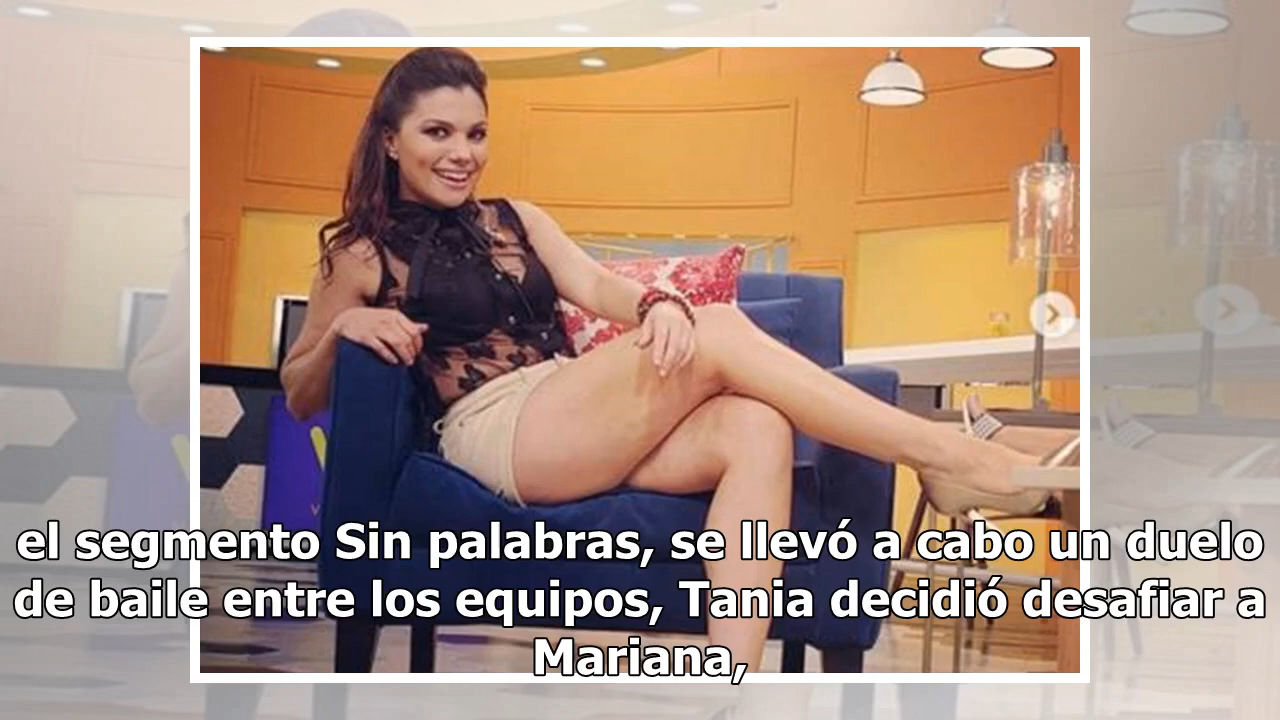 el segmento Sin palabras, se llevó a cabo un duelo
de baile entre los equipos, Tania decidió desafiar a
Mariana,